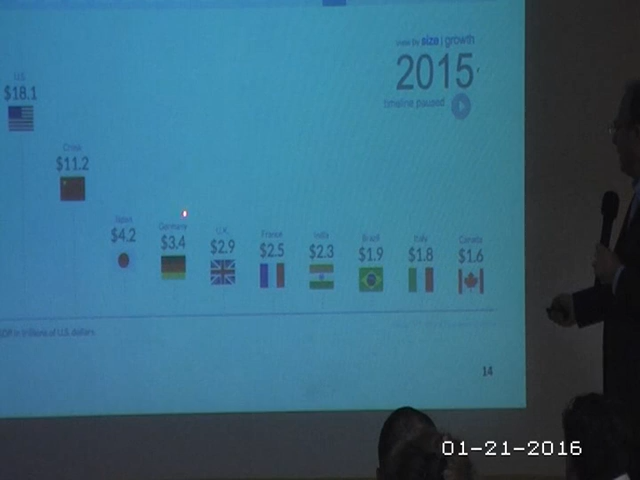 view by size | growth
2015
timeline paused
U.S.
$18.1
China
$11.2
Japan
$4.2
Germany
$3.4
U.K.
$2.9
France
$2.5
India
$2.3
Brazil
$1.9
Italy
$1.8
Canada
$1.6
GDP in trillions of U.S. dollars.
14
01-21-2016